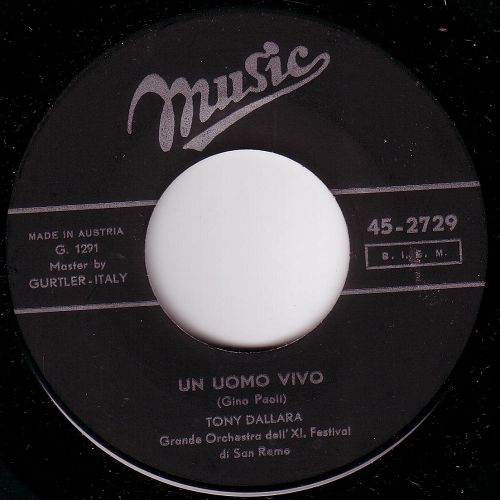 Music
MADE IN AUSTRIA
G. 1291
Master by
GURTLER-ITALY
45-2729
B. I. E. M.
UN UOMO VIVO
(Gino Paoli)
TONY DALLARA
Grande Orchestra dell' XI. Festival
di San Remo